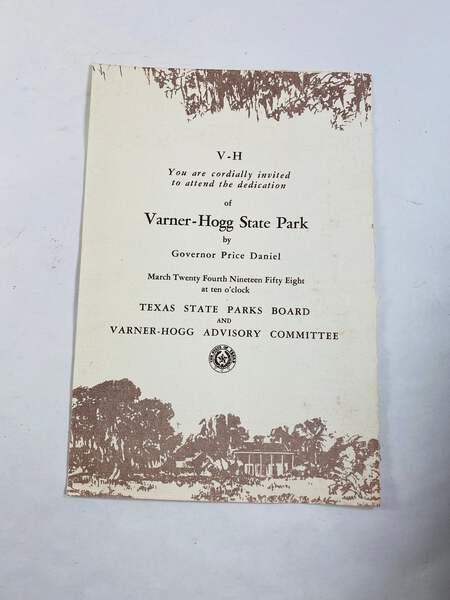 V-H
You are cordially invited
to attend the dedication
of
Varner-Hogg State Park
by
Governor Price Daniel
March Twenty Fourth Nineteen Fifty Eight
at ten o'clock
TEXAS STATE PARKS BOARD
AND
VARNER-HOGG ADVISORY COMMITTEE